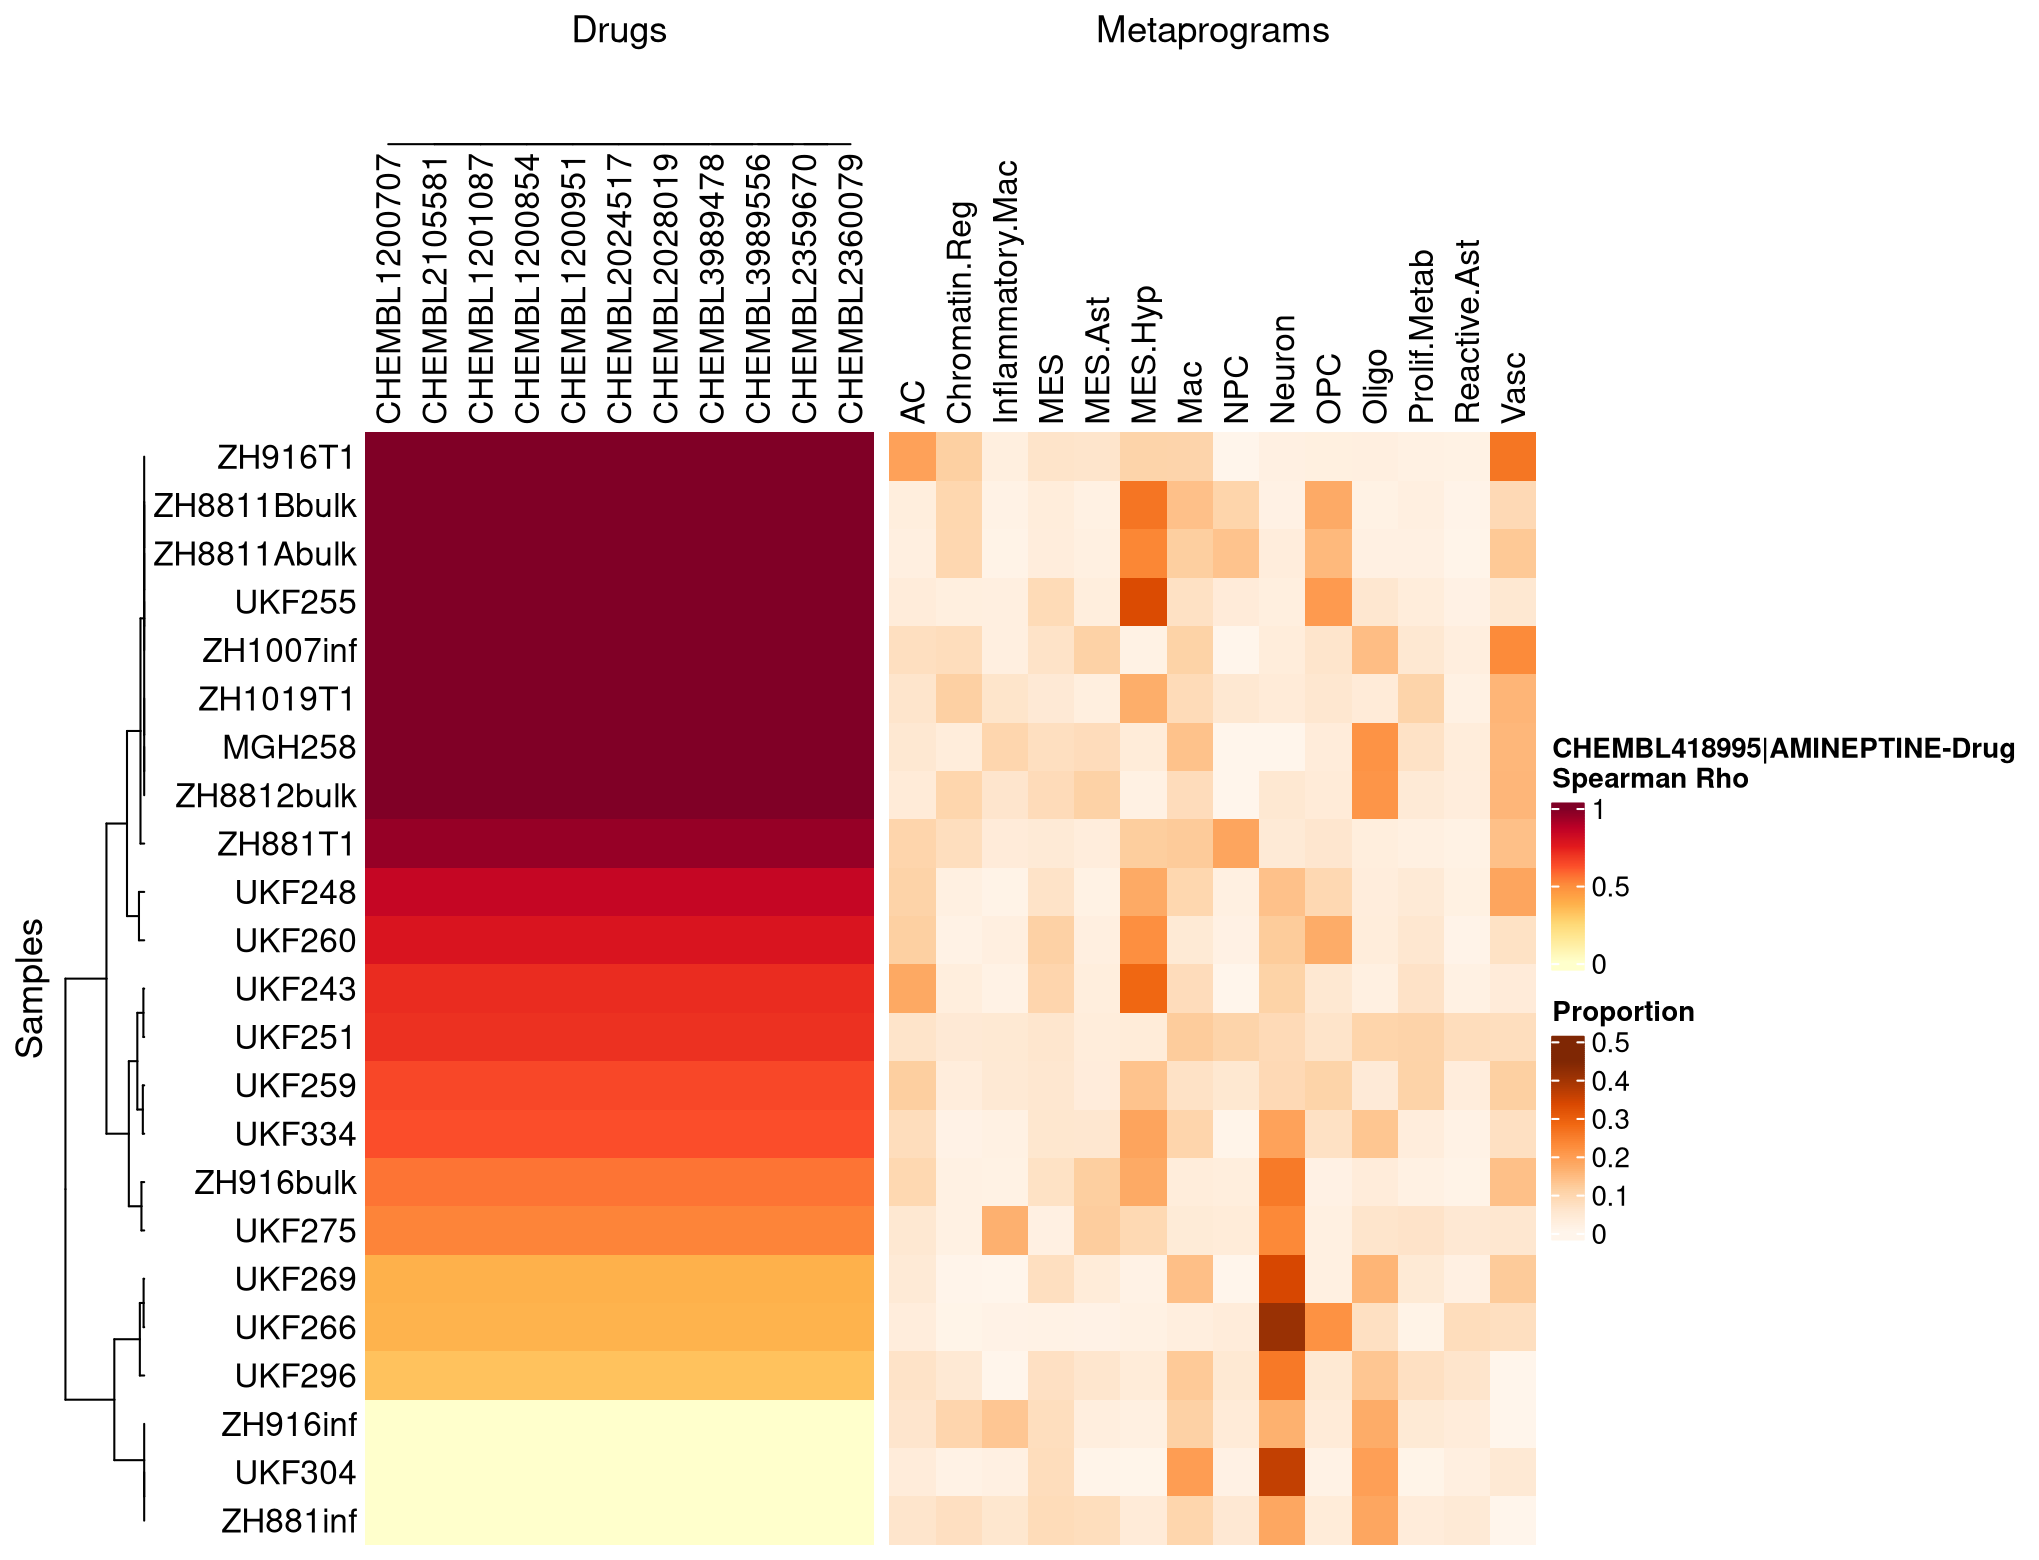 Drugs
Metaprograms
CHEMBL1200707
CHEMBL2105581
CHEMBL1201087
CHEMBL1200854
CHEMBL1200951
CHEMBL2024517
CHEMBL2028019
CHEMBL3989478
CHEMBL3989556
CHEMBL2359670
CHEMBL2360079
AC
Chromatin.Reg
Inflammatory.Mac
MES
MES.Ast
MES.Hyp
Mac
NPC
Neuron
OPC
Oligo
Prolif.Metab
Reactive.Ast
Vasc
Samples
ZH916T1
ZH8811Bbulk
ZH8811Abulk
UKF255
ZH1007inf
ZH1019T1
MGH258
ZH8812bulk
ZH881T1
UKF248
UKF260
UKF243
UKF251
UKF259
UKF334
ZH916bulk
UKF275
UKF269
UKF266
UKF296
ZH916inf
UKF304
ZH881inf
CHEMBL418995|AMINEPTINE-Drug
Spearman Rho
1
0.5
0
Proportion
0.5
0.4
0.3
0.2
0.1
0